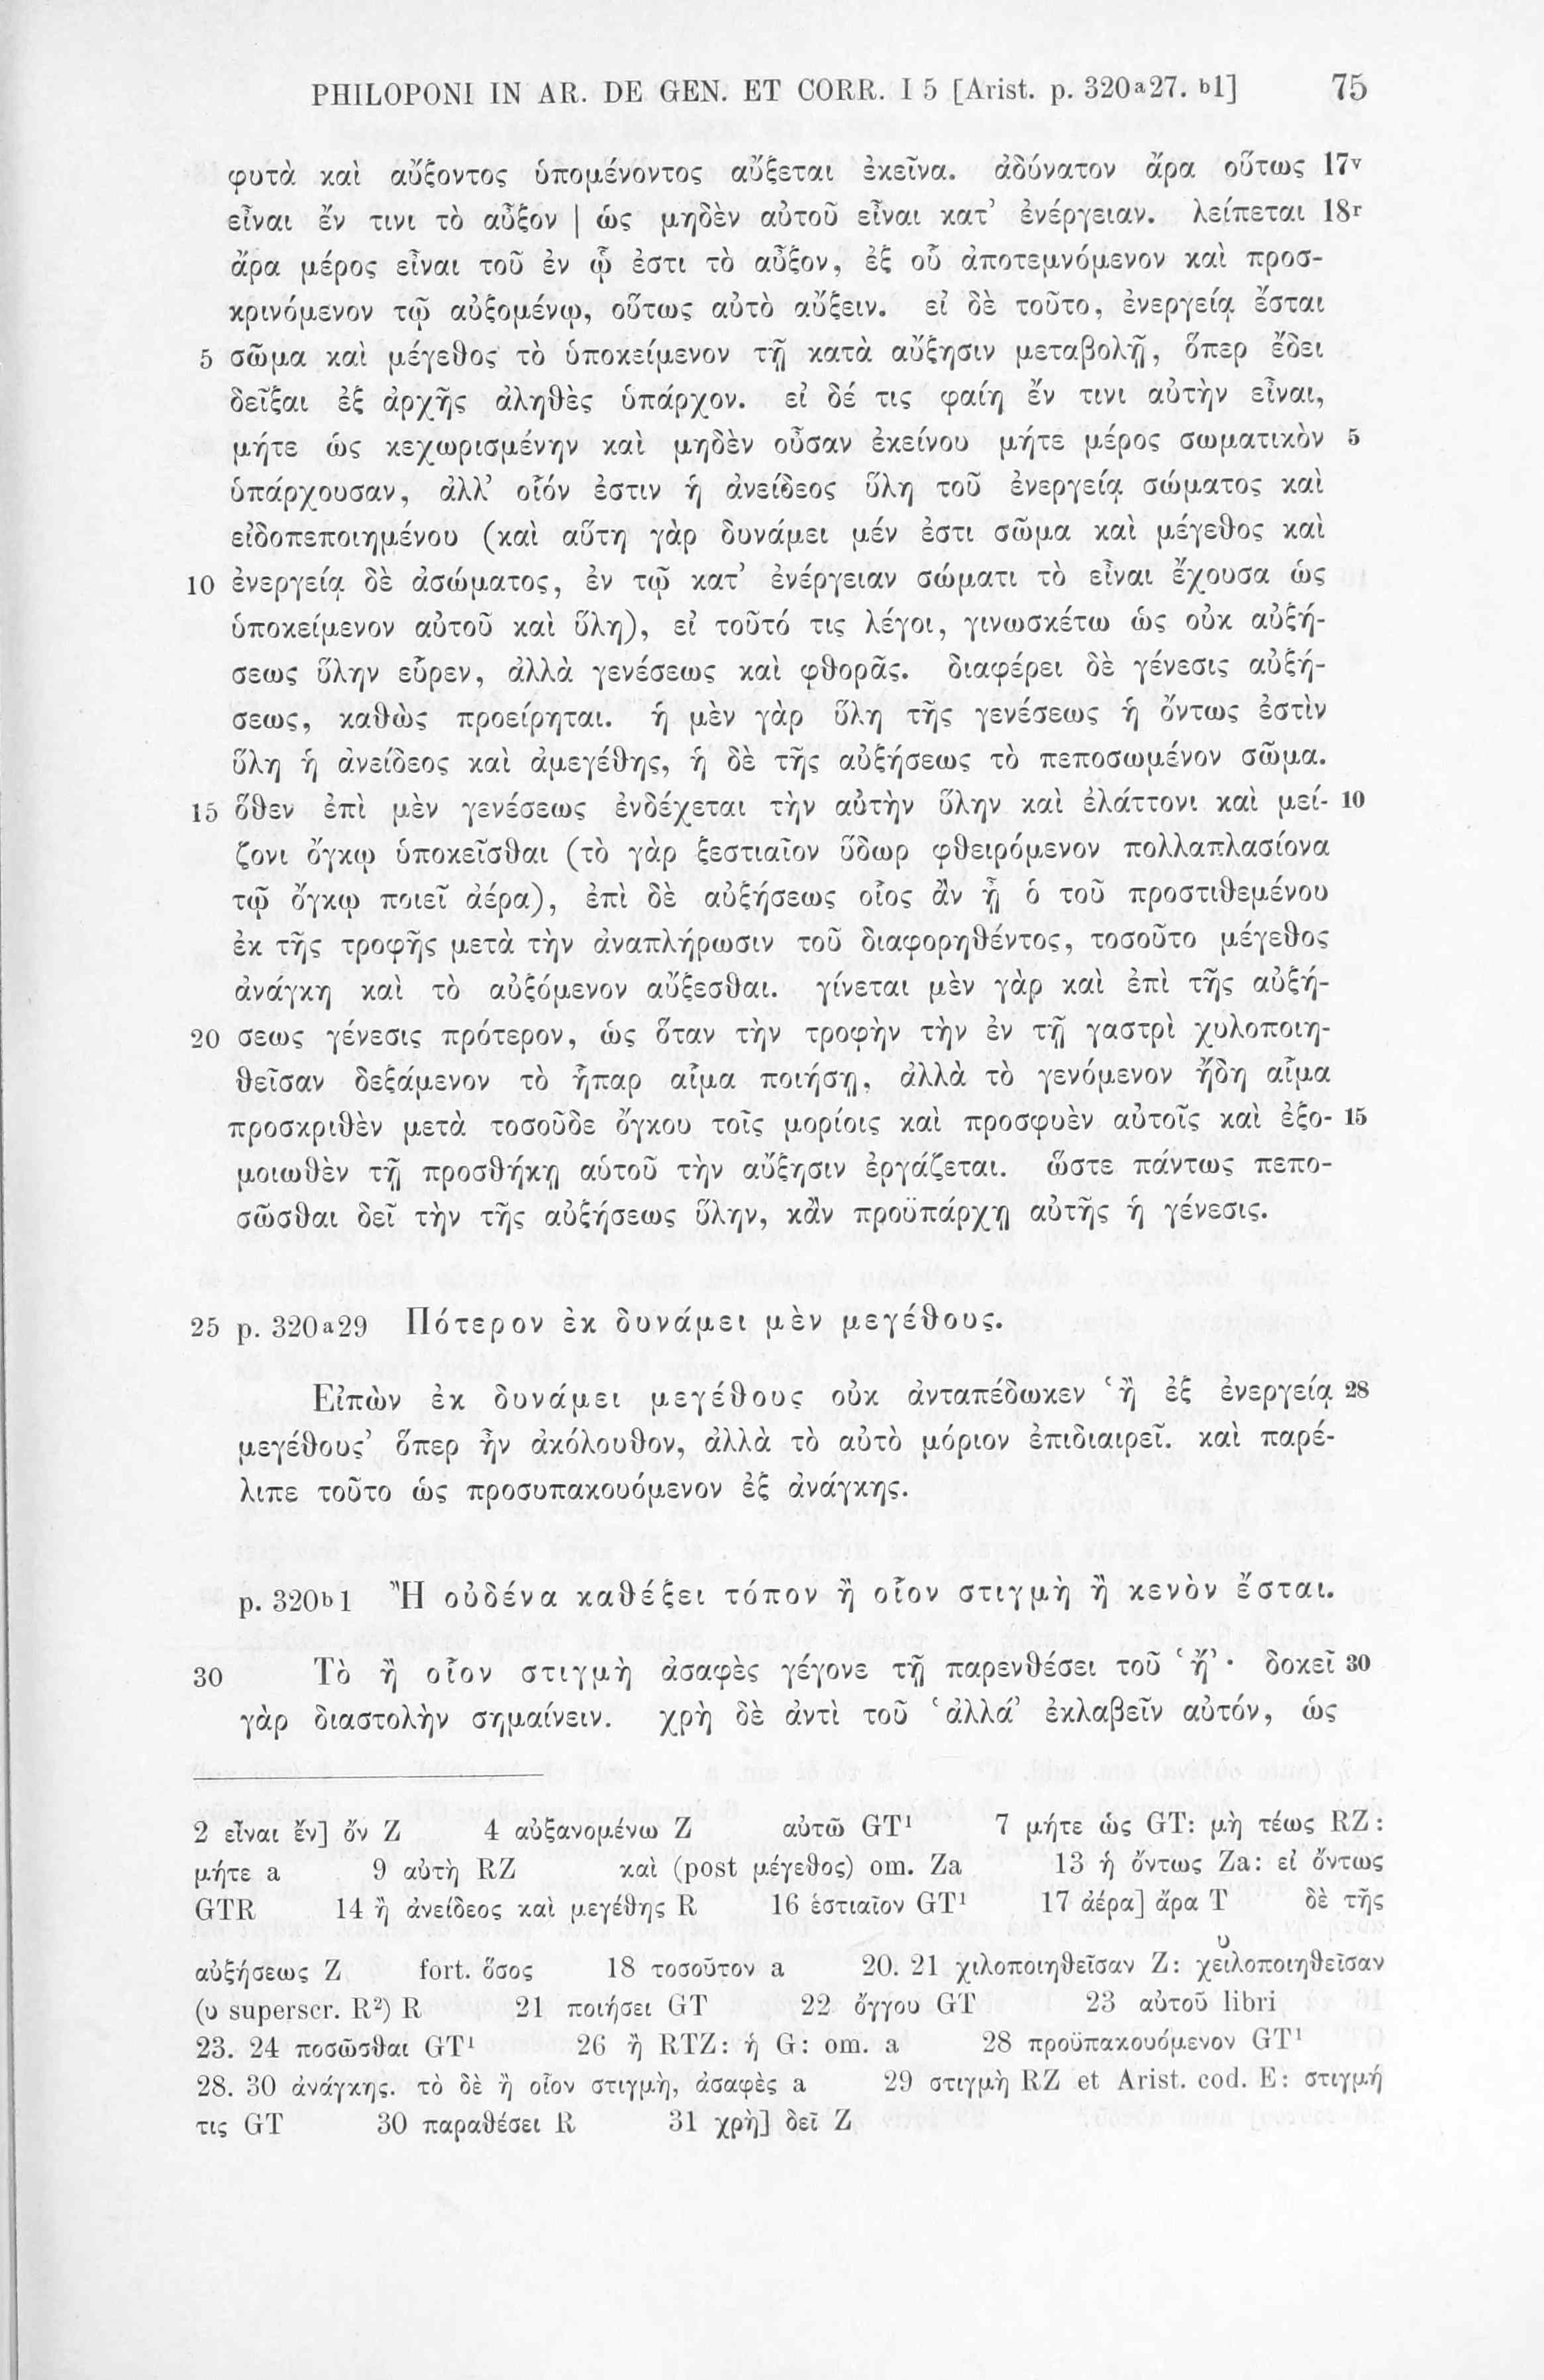 PHILOPONI IN AR. DE GEN. ET CORR. I 5 [Arist. p. 320ᵃ27. ᵇ1] 75
φυτὰ καὶ αὔξοντος ὑπομένοντος αὔξεται ἐκεῖνα. ἀδύνατον ἄρα οὕτως 17ᵛ
εἶναι ἔν τινι τὸ αὖξον | ὡς μηδὲν αὐτοῦ εἶναι κατ’ ἐνέργειαν. λείπεται 18ʳ
ἄρα μέρος εἶναι τοῦ ἐν ᾧ ἐστι τὸ αὖξον, ἐξ οὗ ἀποτεμνόμενον καὶ προσ-
κρινόμενον τῷ αὐξομένῳ, οὕτως αὐτὸ αὔξειν. εἰ δὲ τοῦτο, ἐνεργείᾳ ἔσται
5 σῶμα καὶ μέγεθος τὸ ὑποκείμενον τῇ κατὰ αὔξησιν μεταβολῇ, ὅπερ ἔδει
δεῖξαι ἐξ ἀρχῆς ἀληθὲς ὑπάρχον. εἰ δέ τις φαίη ἔν τινι αὐτὴν εἶναι,
μήτε ὡς κεχωρισμένην καὶ μηδὲν οὖσαν ἐκείνου μήτε μέρος σωματικὸν 5
ὑπάρχουσαν, ἀλλ’ οἷόν ἐστιν ἡ ἀνείδεος ὕλη τοῦ ἐνεργείᾳ σώματος καὶ
εἰδοπεποιημένου (καὶ αὕτη γὰρ δυνάμει μέν ἐστι σῶμα καὶ μέγεθος καὶ
10 ἐνεργείᾳ δὲ ἀσώματος, ἐν τῷ κατ’ ἐνέργειαν σώματι τὸ εἶναι ἔχουσα ὡς
ὑποκείμενον αὐτοῦ καὶ ὕλη), εἰ τοῦτό τις λέγοι, γινωσκέτω ὡς οὐκ αὐξή-
σεως ὕλην εὗρεν, ἀλλὰ γενέσεως καὶ φθορᾶς. διαφέρει δὲ γένεσις αὐξή-
σεως, καθὼς προείρηται. ἡ μὲν γὰρ ὕλη τῆς γενέσεως ἡ ὄντως ἐστὶν
ὕλη ἡ ἀνείδεος καὶ ἀμεγέθης, ἡ δὲ τῆς αὐξήσεως τὸ πεποσωμένον σῶμα.
15 ὅθεν ἐπὶ μὲν γενέσεως ἐνδέχεται τὴν αὐτὴν ὕλην καὶ ἐλάττονι καὶ μεί- 10
ζονι ὄγκῳ ὑποκεῖσθαι (τὸ γὰρ ξεστιαῖον ὕδωρ φθειρόμενον πολλαπλασίονα
τῷ ὄγκῳ ποιεῖ ἀέρα), ἐπὶ δὲ αὐξήσεως οἷος ἂν ᾖ ὁ τοῦ προστιθεμένου
ἐκ τῆς τροφῆς μετὰ τὴν ἀναπλήρωσιν τοῦ διαφορηθέντος, τοσοῦτο μέγεθος
ἀνάγκη καὶ τὸ αὐξόμενον αὔξεσθαι. γίνεται μὲν γὰρ καὶ ἐπὶ τῆς αὐξή-
20 σεως γένεσις πρότερον, ὡς ὅταν τὴν τροφὴν τὴν ἐν τῇ γαστρὶ χυλοποιη-
θεῖσαν δεξάμενον τὸ ἧπαρ αἷμα ποιήσῃ, ἀλλὰ τὸ γενόμενον ἤδη αἷμα
προσκριθὲν μετὰ τοσοῦδε ὄγκου τοῖς μορίοις καὶ προσφυὲν αὐτοῖς καὶ ἐξο- 15
μοιωθὲν τῇ προσθήκῃ αὑτοῦ τὴν αὔξησιν ἐργάζεται. ὥστε πάντως πεπο-
σῶσθαι δεῖ τὴν τῆς αὐξήσεως ὕλην, κἂν προϋπάρχῃ αὐτῆς ἡ γένεσις.
25 p. 320ᵃ29 Πότερον ἐκ δυνάμει μὲν μεγέθους.
Εἰπὼν ἐκ δυνάμει μεγέθους οὐκ ἀνταπέδωκεν ‘ἢ ἐξ ἐνεργείᾳ 28
μεγέθους’ ὅπερ ἦν ἀκόλουθον, ἀλλὰ τὸ αὐτὸ μόριον ἐπιδιαιρεῖ. καὶ παρέ-
λιπε τοῦτο ὡς προσυπακουόμενον ἐξ ἀνάγκης.
p. 320ᵇ1 Ἢ οὐδένα καθέξει τόπον ἢ οἷον στιγμὴ ἢ κενὸν ἔσται.
30 Τὸ ἢ οἷον στιγμὴ ἀσαφὲς γέγονε τῇ παρενθέσει τοῦ ‘ἤ’· δοκεῖ 30
γὰρ διαστολὴν σημαίνειν. χρὴ δὲ ἀντὶ τοῦ ‘ἀλλά’ ἐκλαβεῖν αὐτόν, ὡς
2 εἶναι ἔν] ὄν Z 4 αὐξανομένω Z αὐτῶ GT¹ 7 μήτε ὡς GT: μὴ τέως RZ:
μήτε a 9 αὐτὴ RZ καὶ (post μέγεθος) om. Za 13 ἡ ὄντως Za: εἰ ὄντως
GTR 14 ἢ ἀνείδεος καὶ μεγέθης R 16 ἑστιαῖον GT¹ 17 ἀέρα] ἄρα T δὲ τῆς
αὐξήσεως Z fort. ὅσος 18 τοσοῦτον a 20. 21 χιλοποιηθεῖσαν Z: χειλοποιηθεῖσαν
(υ superscr. R²) R 21 ποιήσει GT 22 ὄγγου GT 23 αὐτοῦ libri
23. 24 ποσῶσθαι GT¹ 26 ἢ RTZ: ἡ G: om. a 28 προϋπακουόμενον GT¹
28. 30 ἀνάγκης. τὸ δὲ ἢ οἷον στιγμὴ, ἀσαφὲς a 29 στιγμὴ RZ et Arist. cod. E: στιγμή
τις GT 30 παραθέσει R 31 χρὴ] δεῖ Z